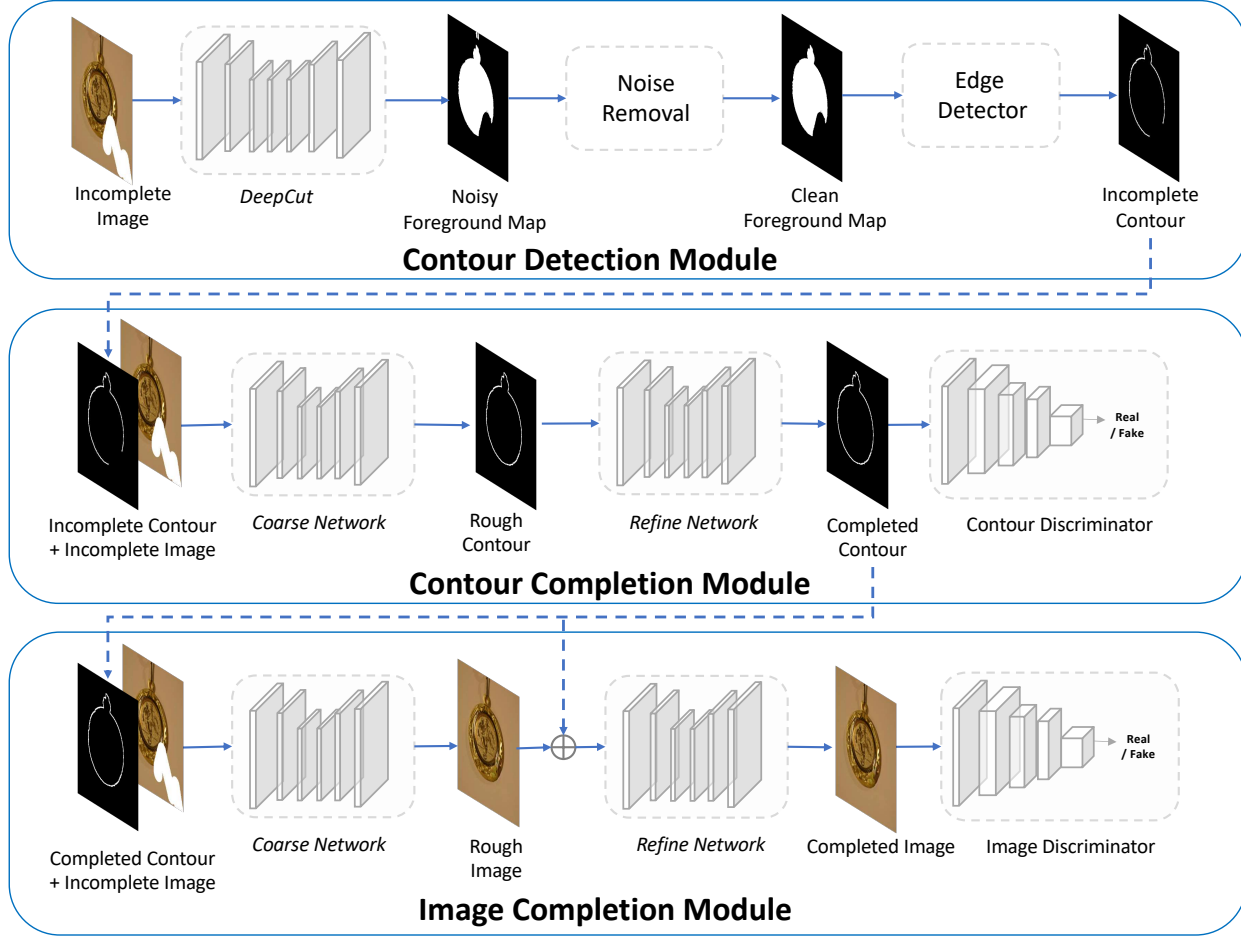 Incomplete
Image
DeepCut
Noisy
Foreground Map
Noise
Removal
Clean
Foreground Map
Edge
Detector
Incomplete
Contour
Contour Detection Module
Incomplete Contour
+ Incomplete Image
Coarse Network
Rough
Contour
Refine Network
Completed
Contour
Contour Discriminator
Real
/ Fake
Contour Completion Module
Completed Contour
+ Incomplete Image
Coarse Network
Rough
Image
Refine Network
Completed Image
Image Discriminator
Real
/ Fake
Image Completion Module